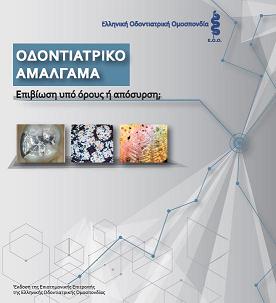 Ελληνική Οδοντιατρική Ομοσπονδία
Ε.Ο.Ο.
ΟΔΟΝΤΙΑΤΡΙΚΟ
ΑΜΑΛΓΑΜΑ
Επιβίωση υπό όρους ή απόσυρση;
Έκδοση της Επιστημονικής Επιτροπής
της Ελληνικής Οδοντιατρικής Ομοσπονδίας